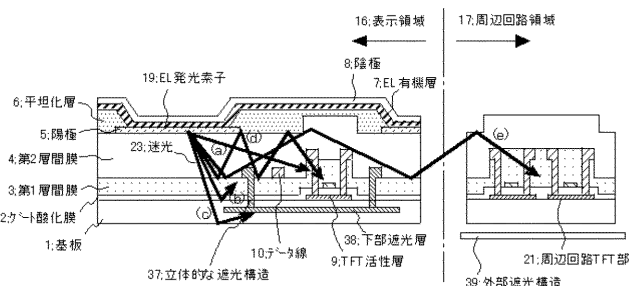 16;表示領域
17;周辺回路領域
8;陰極
7;EL有機層
19;EL発光素子
6;平坦化層
5;陽極
23;迷光
4;第2層間膜
3;第1層間膜
2;ゲート酸化膜
1;基板
(a)
(b)
(c)
(d)
(e)
10;データ線
38;下部遮光層
9;TFT活性層
37;立体的な遮光構造
21;周辺回路TFT部
39;外部遮光構造